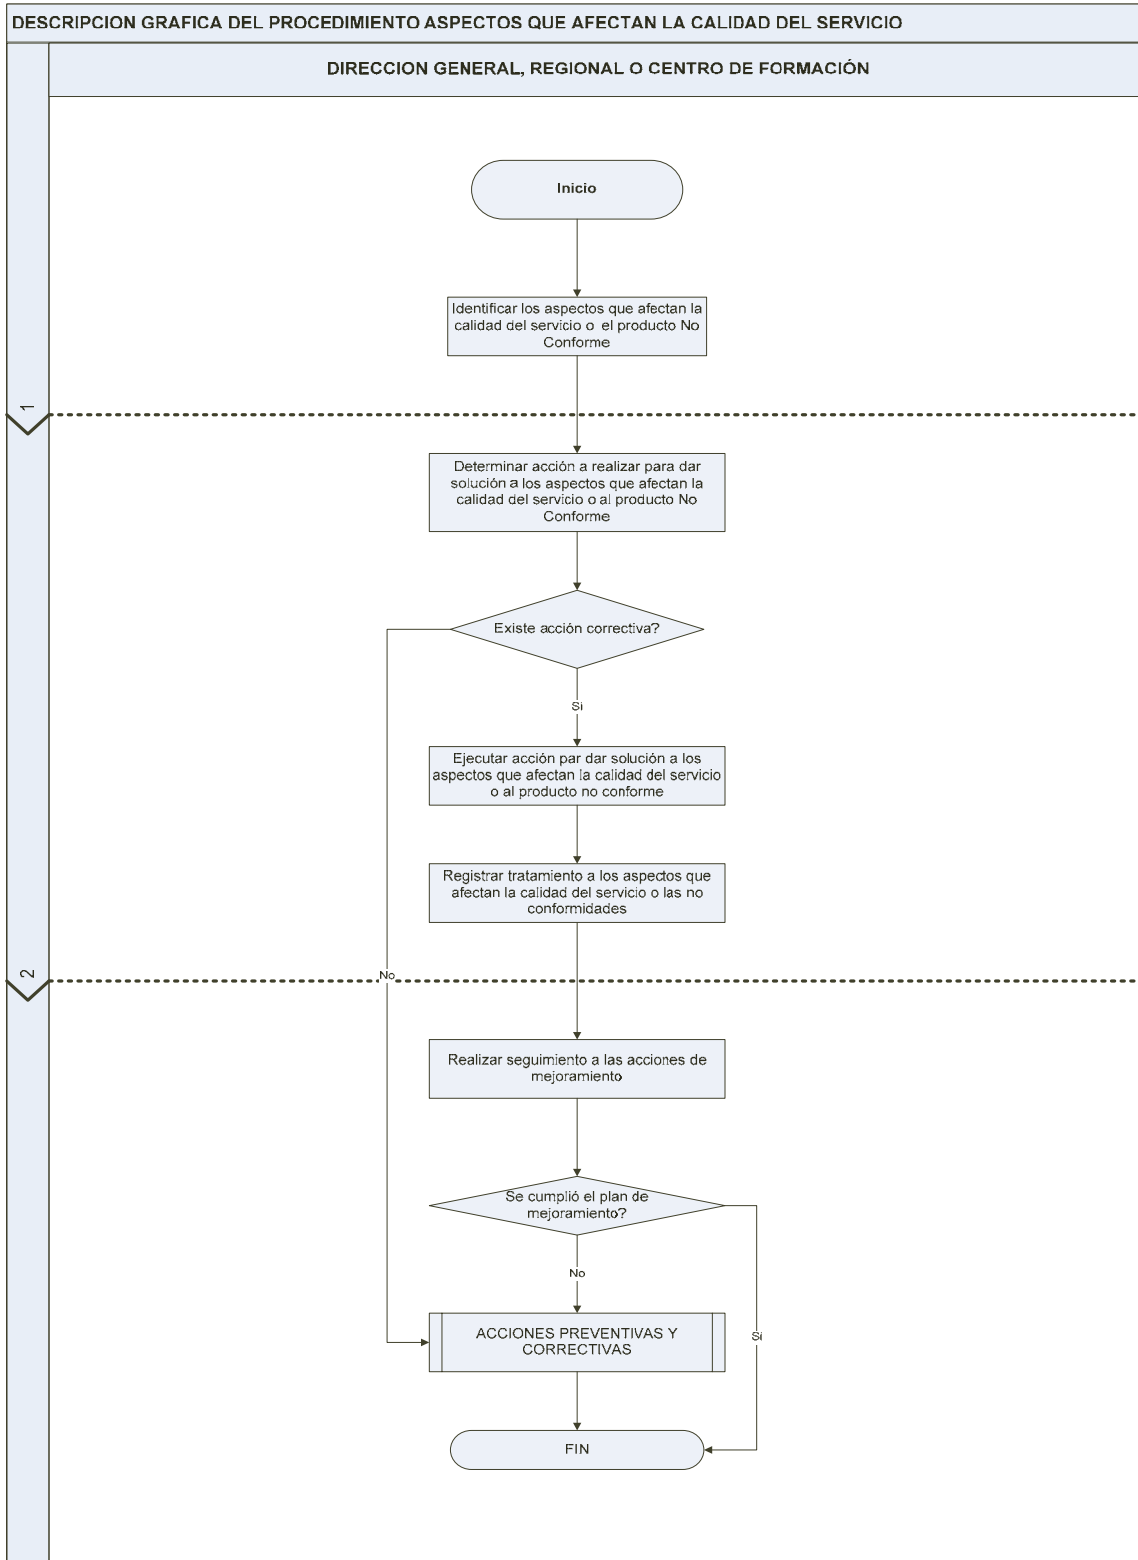 DESCRIPCION GRAFICA DEL PROCEDIMIENTO ASPECTOS QUE AFECTAN LA CALIDAD DEL SERVICIO
DIRECCION GENERAL, REGIONAL O CENTRO DE FORMACIÓN
Inicio
Identificar los aspectos que afectan la
calidad del servicio o el producto No
Conforme
1
Determinar acción a realizar para dar
solución a los aspectos que afectan la
calidad del servicio o al producto No
Conforme
Existe acción correctiva?
Si
Ejecutar acción par dar solución a los
aspectos que afectan la calidad del servicio
o al producto no conforme
Registrar tratamiento a los aspectos que
afectan la calidad del servicio o las no
conformidades
2
No
Realizar seguimiento a las acciones de
mejoramiento
Se cumplió el plan de
mejoramiento?
No
ACCIONES PREVENTIVAS Y
CORRECTIVAS
Si
FIN